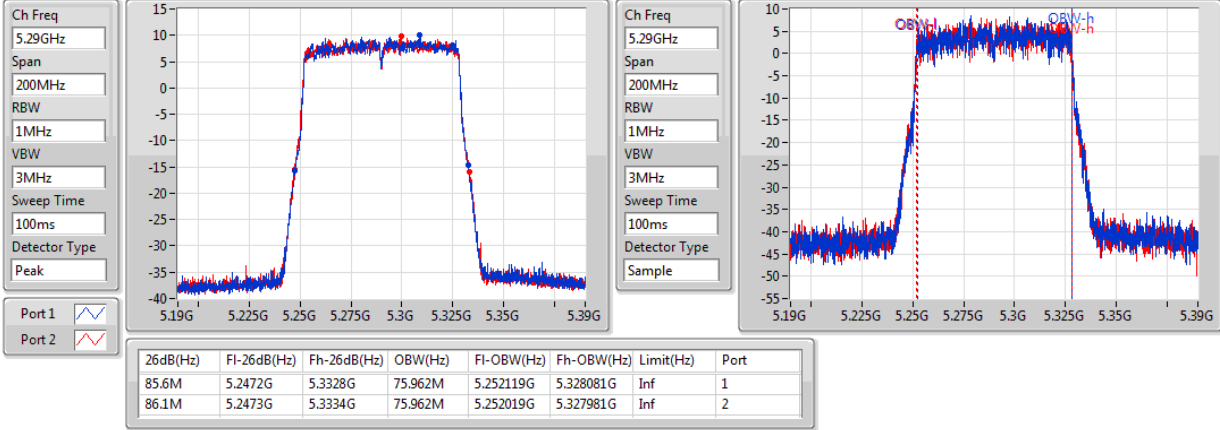 Ch Freq
5.29GHz
Span
200MHz
RBW
1MHz
VBW
3MHz
Sweep Time
100ms
Detector Type
Peak
Port 1
Port 2
15
10
5
0
-5
-10
-15
-20
-25
-30
-35
-40
5.19G 5.225G 5.25G 5.275G 5.3G 5.325G 5.35G 5.39G
Ch Freq
5.29GHz
Span
200MHz
RBW
1MHz
VBW
3MHz
Sweep Time
100ms
Detector Type
Sample
10
5
0
-5
-10
-15
-20
-25
-30
-35
-40
-45
-50
-55
OBW-l
OBW-h
OBW-h
5.19G 5.225G 5.25G 5.275G 5.3G 5.325G 5.35G 5.39G
26dB(Hz) Fl-26dB(Hz) Fh-26dB(Hz) OBW(Hz) Fl-OBW(Hz) Fh-OBW(Hz) Limit(Hz) Port
85.6M 5.2472G 5.3328G 75.962M 5.252119G 5.328081G Inf 1
86.1M 5.2473G 5.3334G 75.962M 5.252019G 5.327981G Inf 2